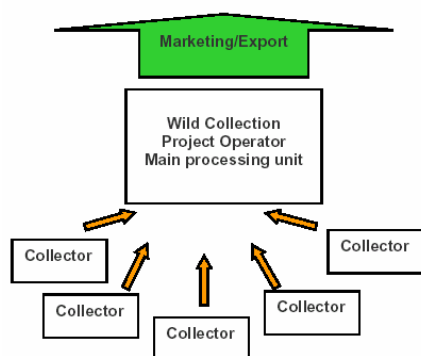 Marketing/Export
Wild Collection
Project Operator
Main processing unit
Collector
Collector
Collector
Collector
Collector